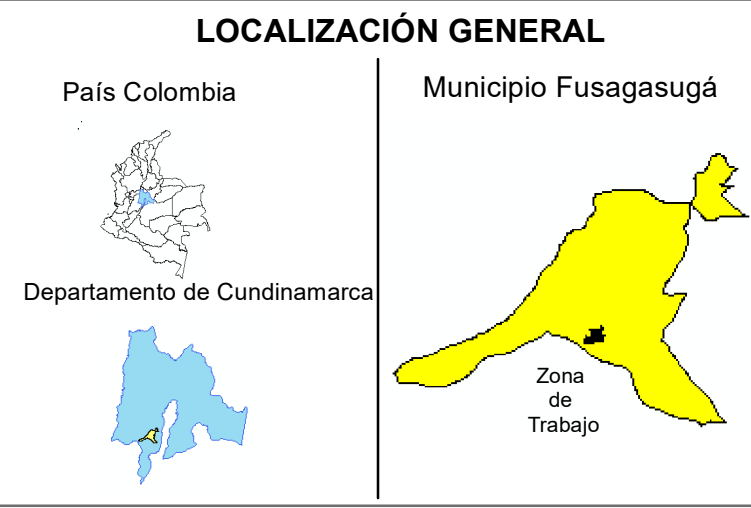 LOCALIZACIÓN GENERAL
País Colombia
Departamento de Cundinamarca
Municipio Fusagasugá
Zona
de
Trabajo